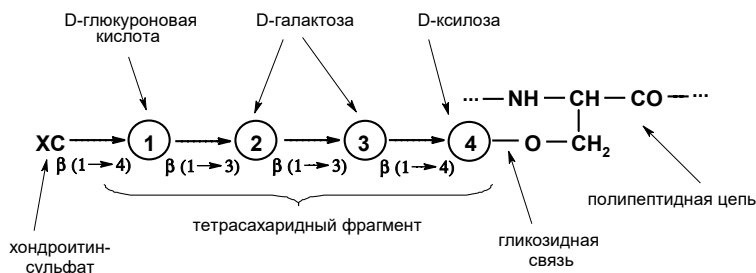 D-глюкуроновая
кислота
D-галактоза
D-ксилоза
··· — NH — CH — CO — ···
ХС 1 2 3 4 — O — CH₂
β (1→4) β (1→3) β (1→3) β (1→4)
полипептидная цепь
тетрасахаридный фрагмент
хондроитин-
сульфат
гликозидная
связь